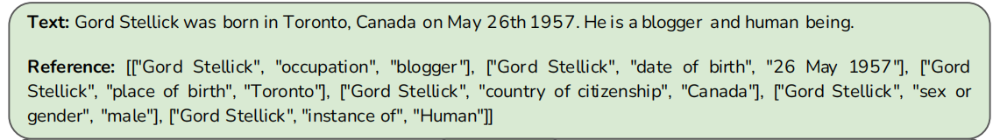 Text: Gord Stellick was born in Toronto, Canada on May 26th 1957. He is a blogger and human being.
Reference: [["Gord Stellick", "occupation", "blogger"], ["Gord Stellick", "date of birth", "26 May 1957"], ["Gord
Stellick", "place of birth", "Toronto"], ["Gord Stellick", "country of citizenship", "Canada"], ["Gord Stellick", "sex or
gender", "male"], ["Gord Stellick", "instance of", "Human"]]